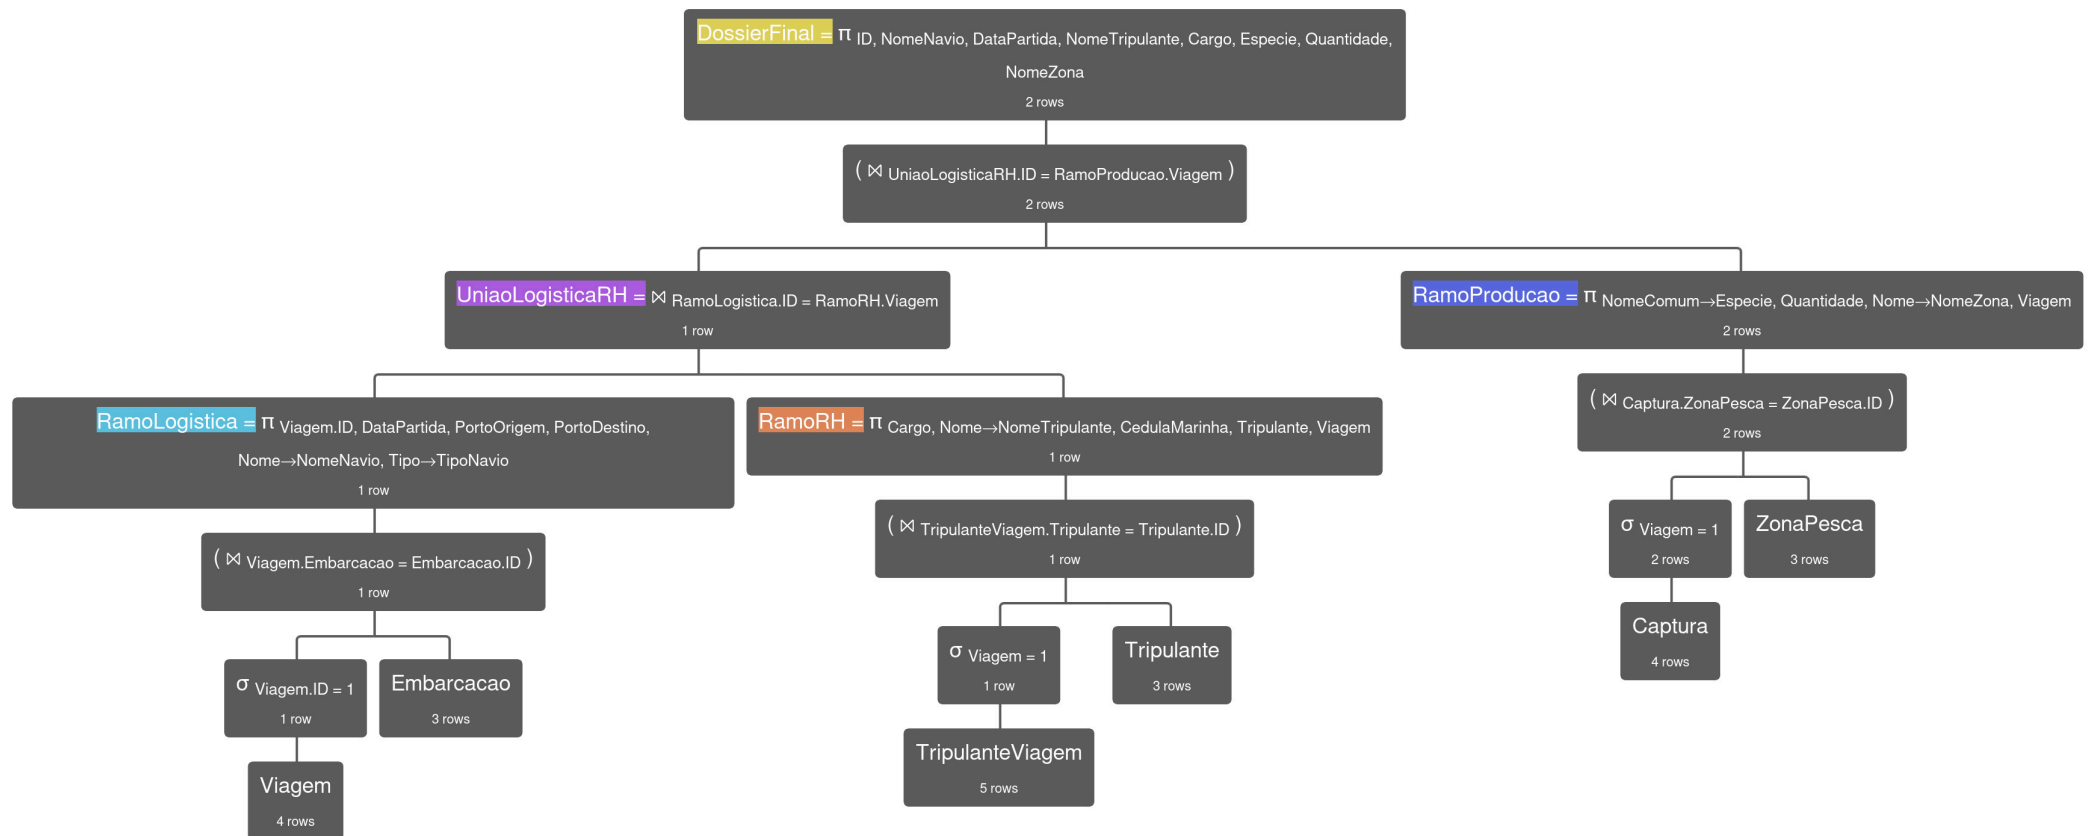 DossierFinal = π ID, NomeNavio, DataPartida, NomeTripulante, Cargo, Especie, Quantidade,
NomeZona
2 rows
( ⋈ UniaoLogisticaRH.ID = RamoProducao.Viagem )
2 rows
UniaoLogisticaRH = ⋈ RamoLogistica.ID = RamoRH.Viagem
1 row
RamoProducao = π NomeComum→Especie, Quantidade, Nome→NomeZona, Viagem
2 rows
RamoLogistica = π Viagem.ID, DataPartida, PortoOrigem, PortoDestino,
Nome→NomeNavio, Tipo→TipoNavio
1 row
RamoRH = π Cargo, Nome→NomeTripulante, CedulaMarinha, Tripulante, Viagem
1 row
( ⋈ Captura.ZonaPesca = ZonaPesca.ID )
2 rows
( ⋈ Viagem.Embarcacao = Embarcacao.ID )
1 row
( ⋈ TripulanteViagem.Tripulante = Tripulante.ID )
1 row
σ Viagem = 1
2 rows
ZonaPesca
3 rows
Captura
4 rows
σ Viagem.ID = 1
1 row
Embarcacao
3 rows
σ Viagem = 1
1 row
Tripulante
3 rows
Viagem
4 rows
TripulanteViagem
5 rows